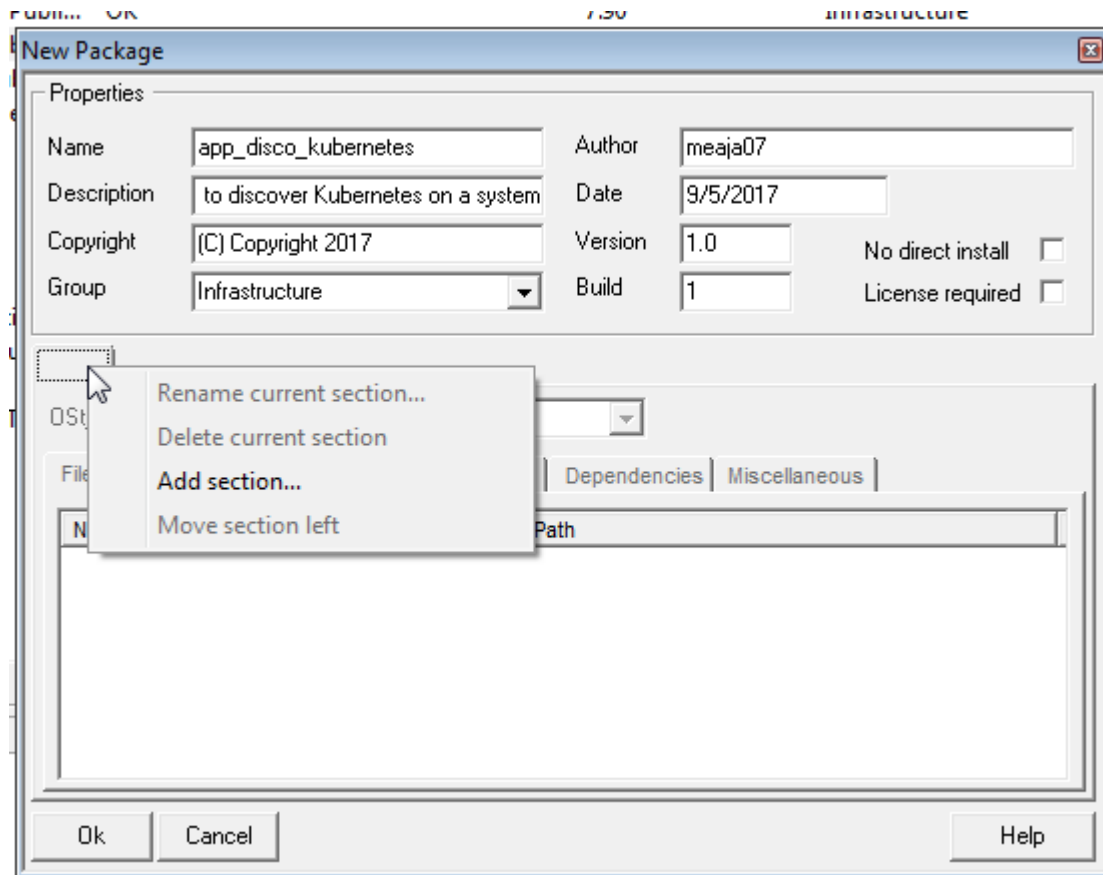 Publi... OK 7.90 Infrastructure
New Package
Properties
Name app_disco_kubernetes Author meaja07
Description to discover Kubernetes on a system Date 9/5/2017
Copyright (C) Copyright 2017 Version 1.0 No direct install
Group Infrastructure Build 1 License required
Rename current section...
Delete current section
Add section...
Move section left
Dependencies Miscellaneous
Path
Ok Cancel Help